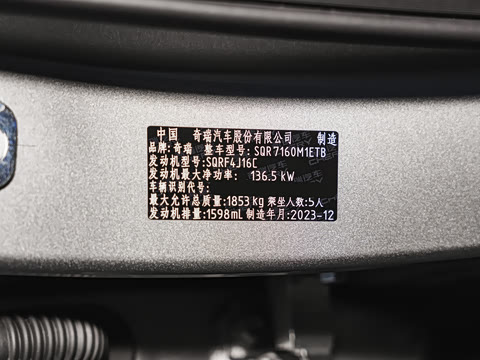 中国 奇瑞汽车股份有限公司 制造
品牌：奇瑞 整车型号：SQR7160M1ETB
发动机型号：SQRF4J16C
发动机最大净功率： 136.5 kW
车辆识别代号：
最大允许总质量：1853 kg 乘坐人数：5人
发动机排量：1598mL 制造年月：2023-12